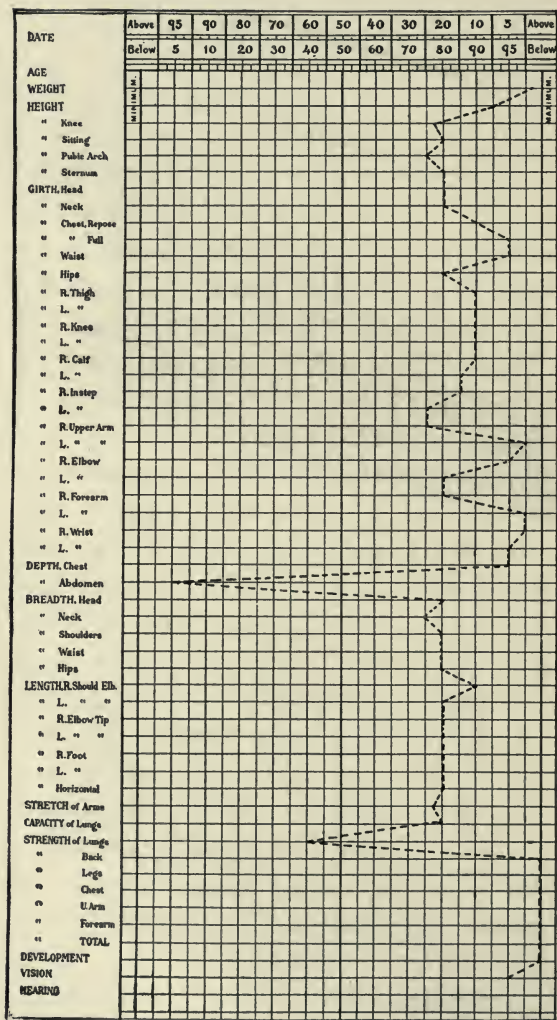 DATE
Above 95 90 80 70 60 50 40 30 20 10 5 Above
Below 5 10 20 30 40 50 60 70 80 90 95 Below
MINIMUM.
MAXIMUM.
AGE
WEIGHT
HEIGHT
" Knee
" Sitting
" Pubic Arch
" Sternum
GIRTH, Head
" Neck
" Chest, Repose
" " Full
" Waist
" Hips
" R. Thigh
" L. "
" R. Knee
" L. "
" R. Calf
" L. "
" R. Instep
" L. "
" R. Upper Arm
" L. " "
" R. Elbow
" L. "
" R. Forearm
" L. "
" R. Wrist
" L. "
DEPTH, Chest
" Abdomen
BREADTH, Head
" Neck
" Shoulders
" Waist
" Hips
LENGTH, R. Should Elb.
" L. " "
" R. Elbow Tip
" L. " "
" R. Foot
" L. "
" Horizontal
STRETCH of Arms
CAPACITY of Lungs
STRENGTH of Lungs
" Back
" Legs
" Chest
" U. Arm
" Forearm
" TOTAL
DEVELOPMENT
VISION
HEARING